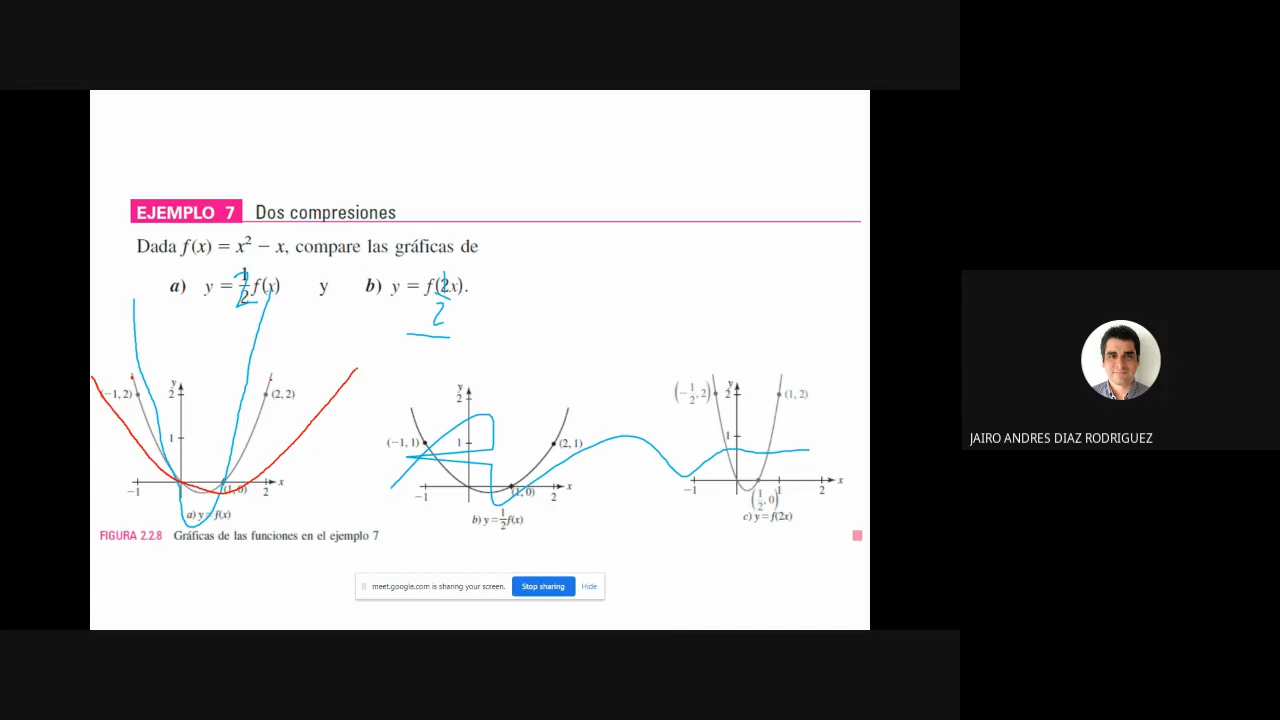 EJEMPLO 7 Dos compresiones
Dada f(x) = x² − x, compare las gráficas de
a) y = ½ f(x) y b) y = f(2x).
2
1
2
(−1, 2)
y
2
(2, 2)
1
(1, 0)
−1
2
x
a) y = f(x)
y
2
(−1, 1)
1
(2, 1)
(1, 0)
−1
2
x
b) y = ½ f(x)
(−½, 2)
y
2
(1, 2)
1
−1
1
2
x
(½, 0)
c) y = f(2x)
FIGURA 2.2.8 Gráficas de las funciones en el ejemplo 7
meet.google.com is sharing your screen. Stop sharing Hide
JAIRO ANDRES DIAZ RODRIGUEZ